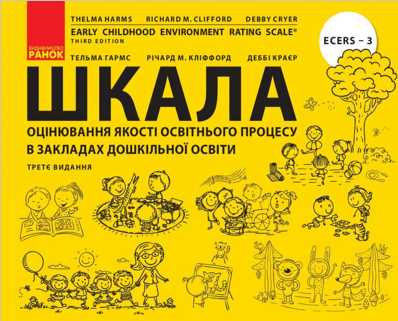 THELMA HARMS RICHARD M. CLIFFORD DEBBY CRYER
EARLY CHILDHOOD ENVIRONMENT RATING SCALE®
THIRD EDITION
ECERS – 3
ВИДАВНИЦТВО
РАНОК
ТЕЛЬМА ГАРМС РІЧАРД М. КЛІФФОРД ДЕББІ КРАЄР
ШКАЛА
ОЦІНЮВАННЯ ЯКОСТІ ОСВІТНЬОГО ПРОЦЕСУ
В ЗАКЛАДАХ ДОШКІЛЬНОЇ ОСВІТИ
ТРЕТЄ ВИДАННЯ